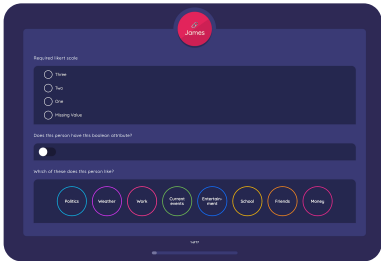 James
Required likert scale
Three
Two
One
Missing Value
Does this person have this boolean attribute?
Which of these does this person like?
Politics
Weather
Work
Current
events
Entertain-
ment
School
Friends
Money